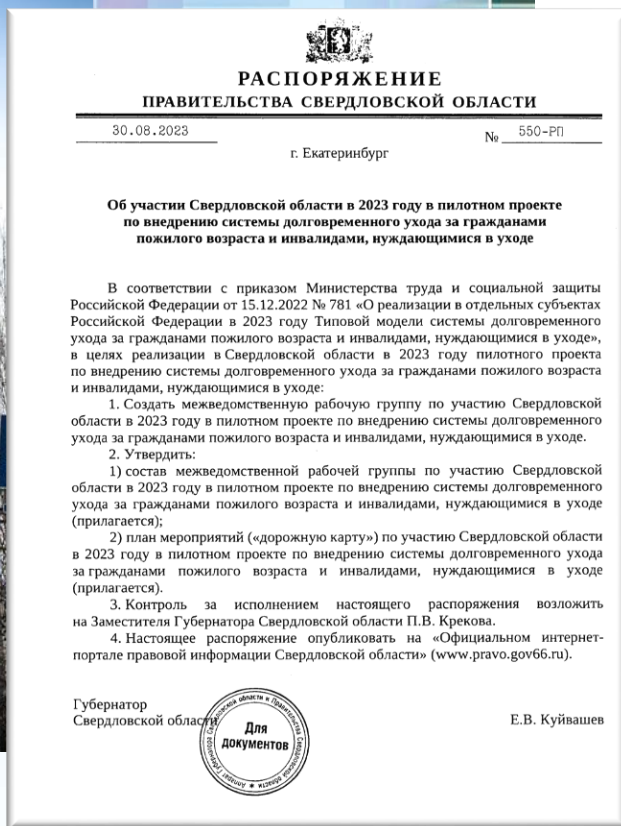 РАСПОРЯЖЕНИЕ
ПРАВИТЕЛЬСТВА СВЕРДЛОВСКОЙ ОБЛАСТИ
30.08.2023 № 550-РП
г. Екатеринбург
Об участии Свердловской области в 2023 году в пилотном проекте
по внедрению системы долговременного ухода за гражданами
пожилого возраста и инвалидами, нуждающимися в уходе
В соответствии с приказом Министерства труда и социальной защиты
Российской Федерации от 15.12.2022 № 781 «О реализации в отдельных субъектах
Российской Федерации в 2023 году Типовой модели системы долговременного
ухода за гражданами пожилого возраста и инвалидами, нуждающимися в уходе»,
в целях реализации в Свердловской области в 2023 году пилотного проекта
по внедрению системы долговременного ухода за гражданами пожилого возраста
и инвалидами, нуждающимися в уходе:
1. Создать межведомственную рабочую группу по участию Свердловской
области в 2023 году в пилотном проекте по внедрению системы долговременного
ухода за гражданами пожилого возраста и инвалидами, нуждающимися в уходе.
2. Утвердить:
1) состав межведомственной рабочей группы по участию Свердловской
области в 2023 году в пилотном проекте по внедрению системы долговременного
ухода за гражданами пожилого возраста и инвалидами, нуждающимися в уходе
(прилагается);
2) план мероприятий («дорожную карту») по участию Свердловской области
в 2023 году в пилотном проекте по внедрению системы долговременного ухода
за гражданами пожилого возраста и инвалидами, нуждающимися в уходе
(прилагается).
3. Контроль за исполнением настоящего распоряжения возложить
на Заместителя Губернатора Свердловской области П.В. Крекова.
4. Настоящее распоряжение опубликовать на «Официальном интернет-
портале правовой информации Свердловской области» (www.pravo.gov66.ru).
Губернатор
Свердловской области Е.В. Куйвашев
Для
документов
Аппарат Губернатора Свердловской области и Правительства Свердловской области